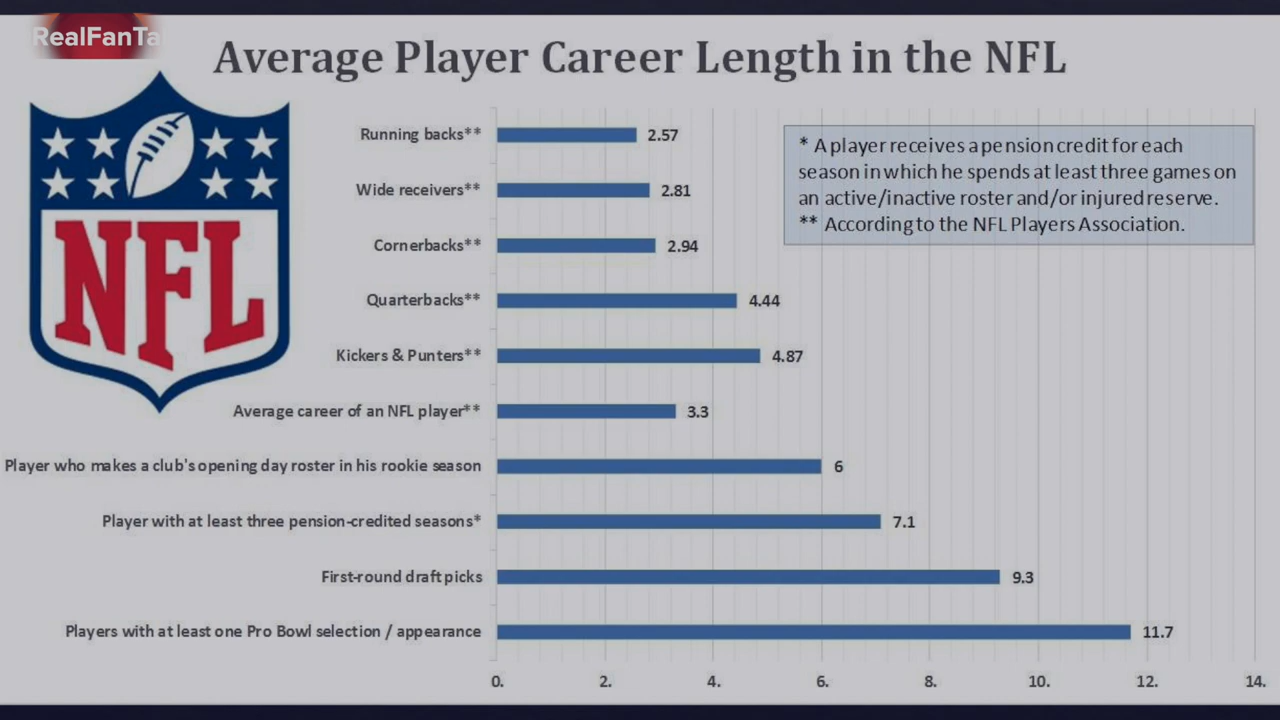 RealFanTa
Average Player Career Length in the NFL
NFL
Running backs** 2.57
Wide receivers** 2.81
Cornerbacks** 2.94
Quarterbacks** 4.44
Kickers & Punters** 4.87
Average career of an NFL player** 3.3
Player who makes a club's opening day roster in his rookie season 6
Player with at least three pension-credited seasons* 7.1
First-round draft picks 9.3
Players with at least one Pro Bowl selection / appearance 11.7
0. 2. 4. 6. 8. 10. 12. 14.
* A player receives a pension credit for each
season in which he spends at least three games on
an active/inactive roster and/or injured reserve.
** According to the NFL Players Association.